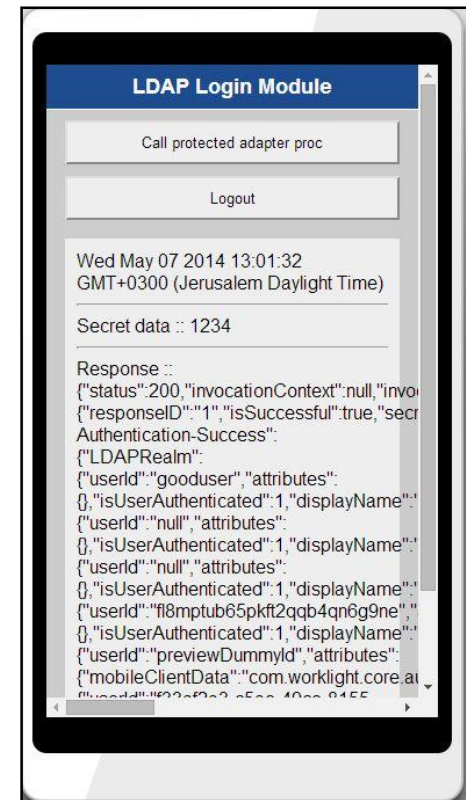 LDAP Login Module
Call protected adapter proc
Logout
Wed May 07 2014 13:01:32
GMT+0300 (Jerusalem Daylight Time)
Secret data :: 1234
Response ::
{"status":200,"invocationContext":null,"invo
{"responseID":"1","isSuccessful":true,"secr
Authentication-Success":
{"LDAPRealm":
{"userId":"gooduser","attributes":
{},"isUserAuthenticated":1,"displayName":"
{"userId":"null","attributes":
{},"isUserAuthenticated":1,"displayName":"
{"userId":"null","attributes":
{},"isUserAuthenticated":1,"displayName":"
{"userId":"fl8mptub65pkft2qqb4qn6g9ne","
{},"isUserAuthenticated":1,"displayName":"
{"userId":"previewDummyId","attributes":
{"mobileClientData":"com.worklight.core.au